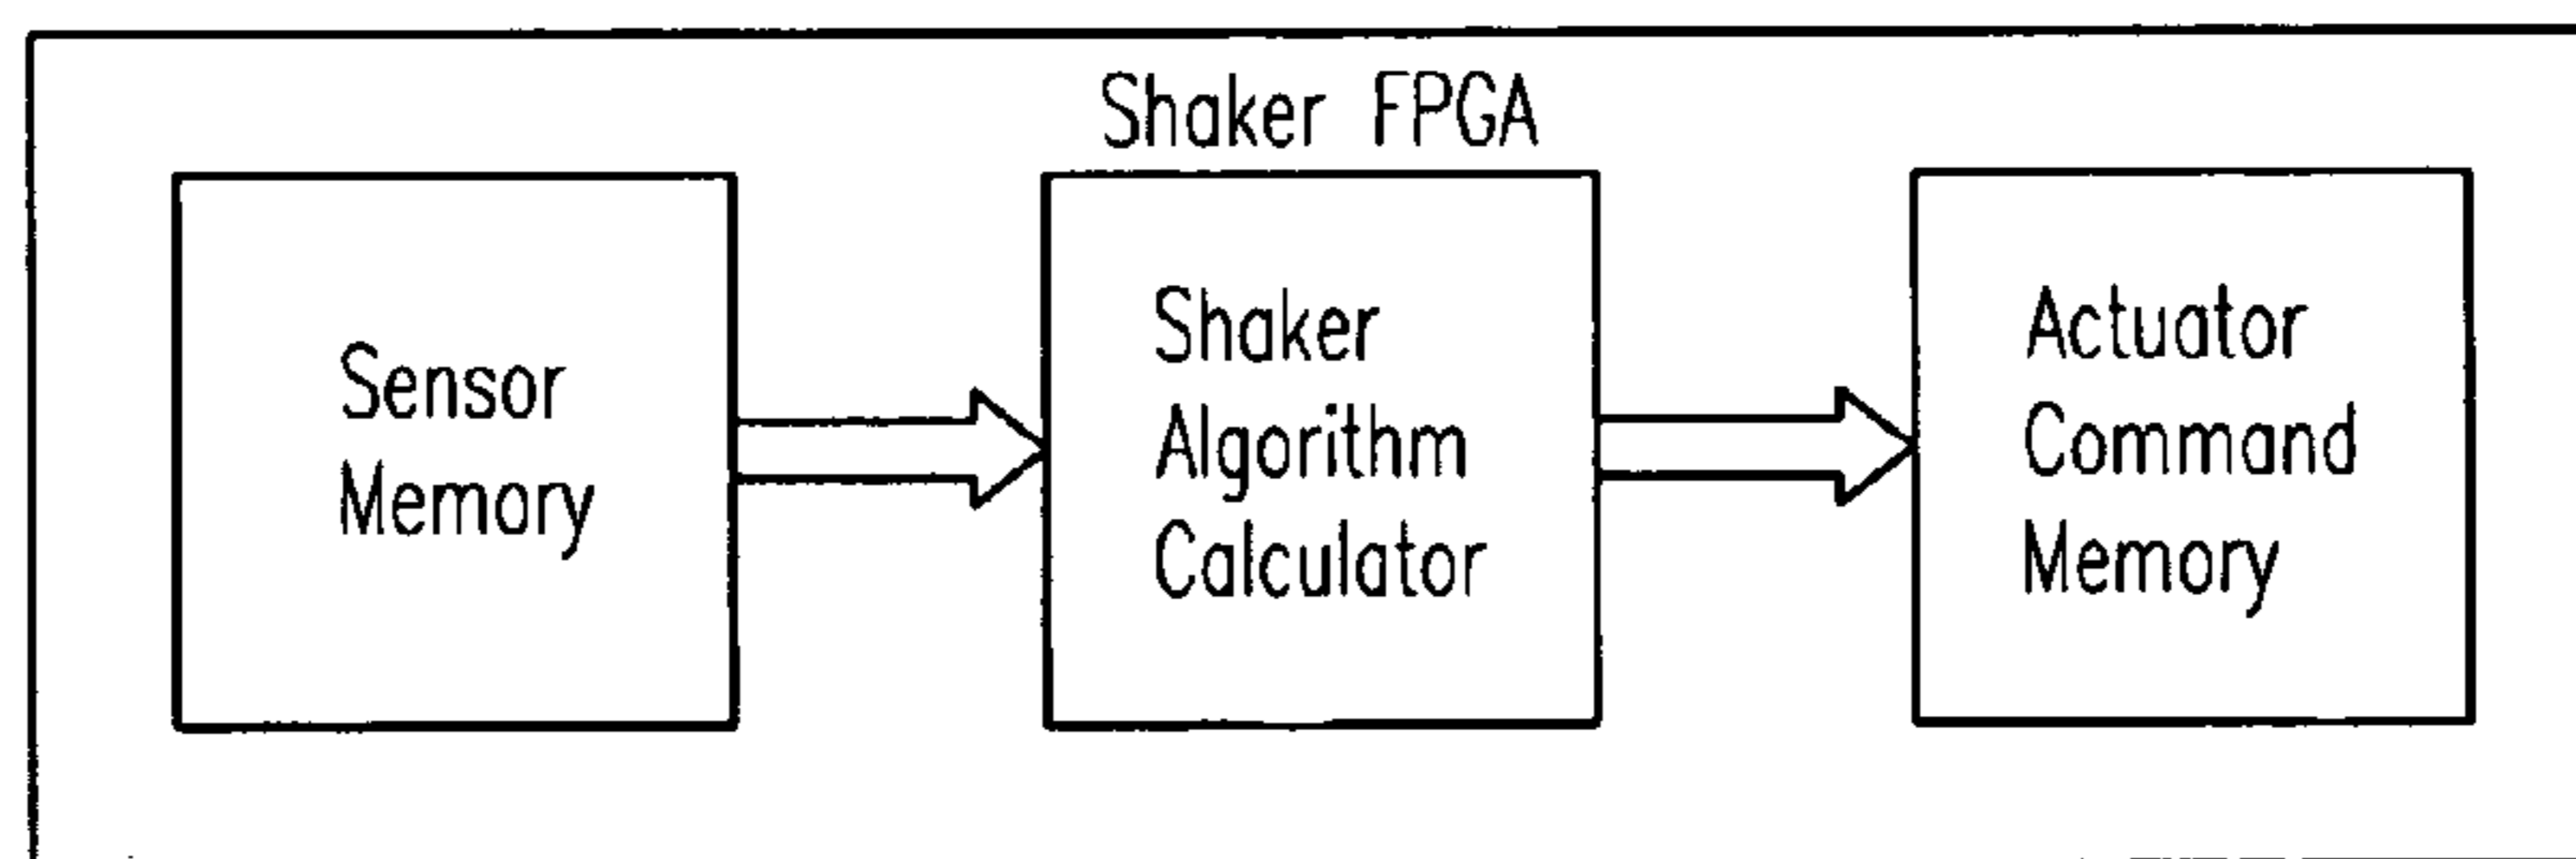 Shaker FPGA
Sensor
Memory
Shaker
Algorithm
Calculator
Actuator
Command
Memory